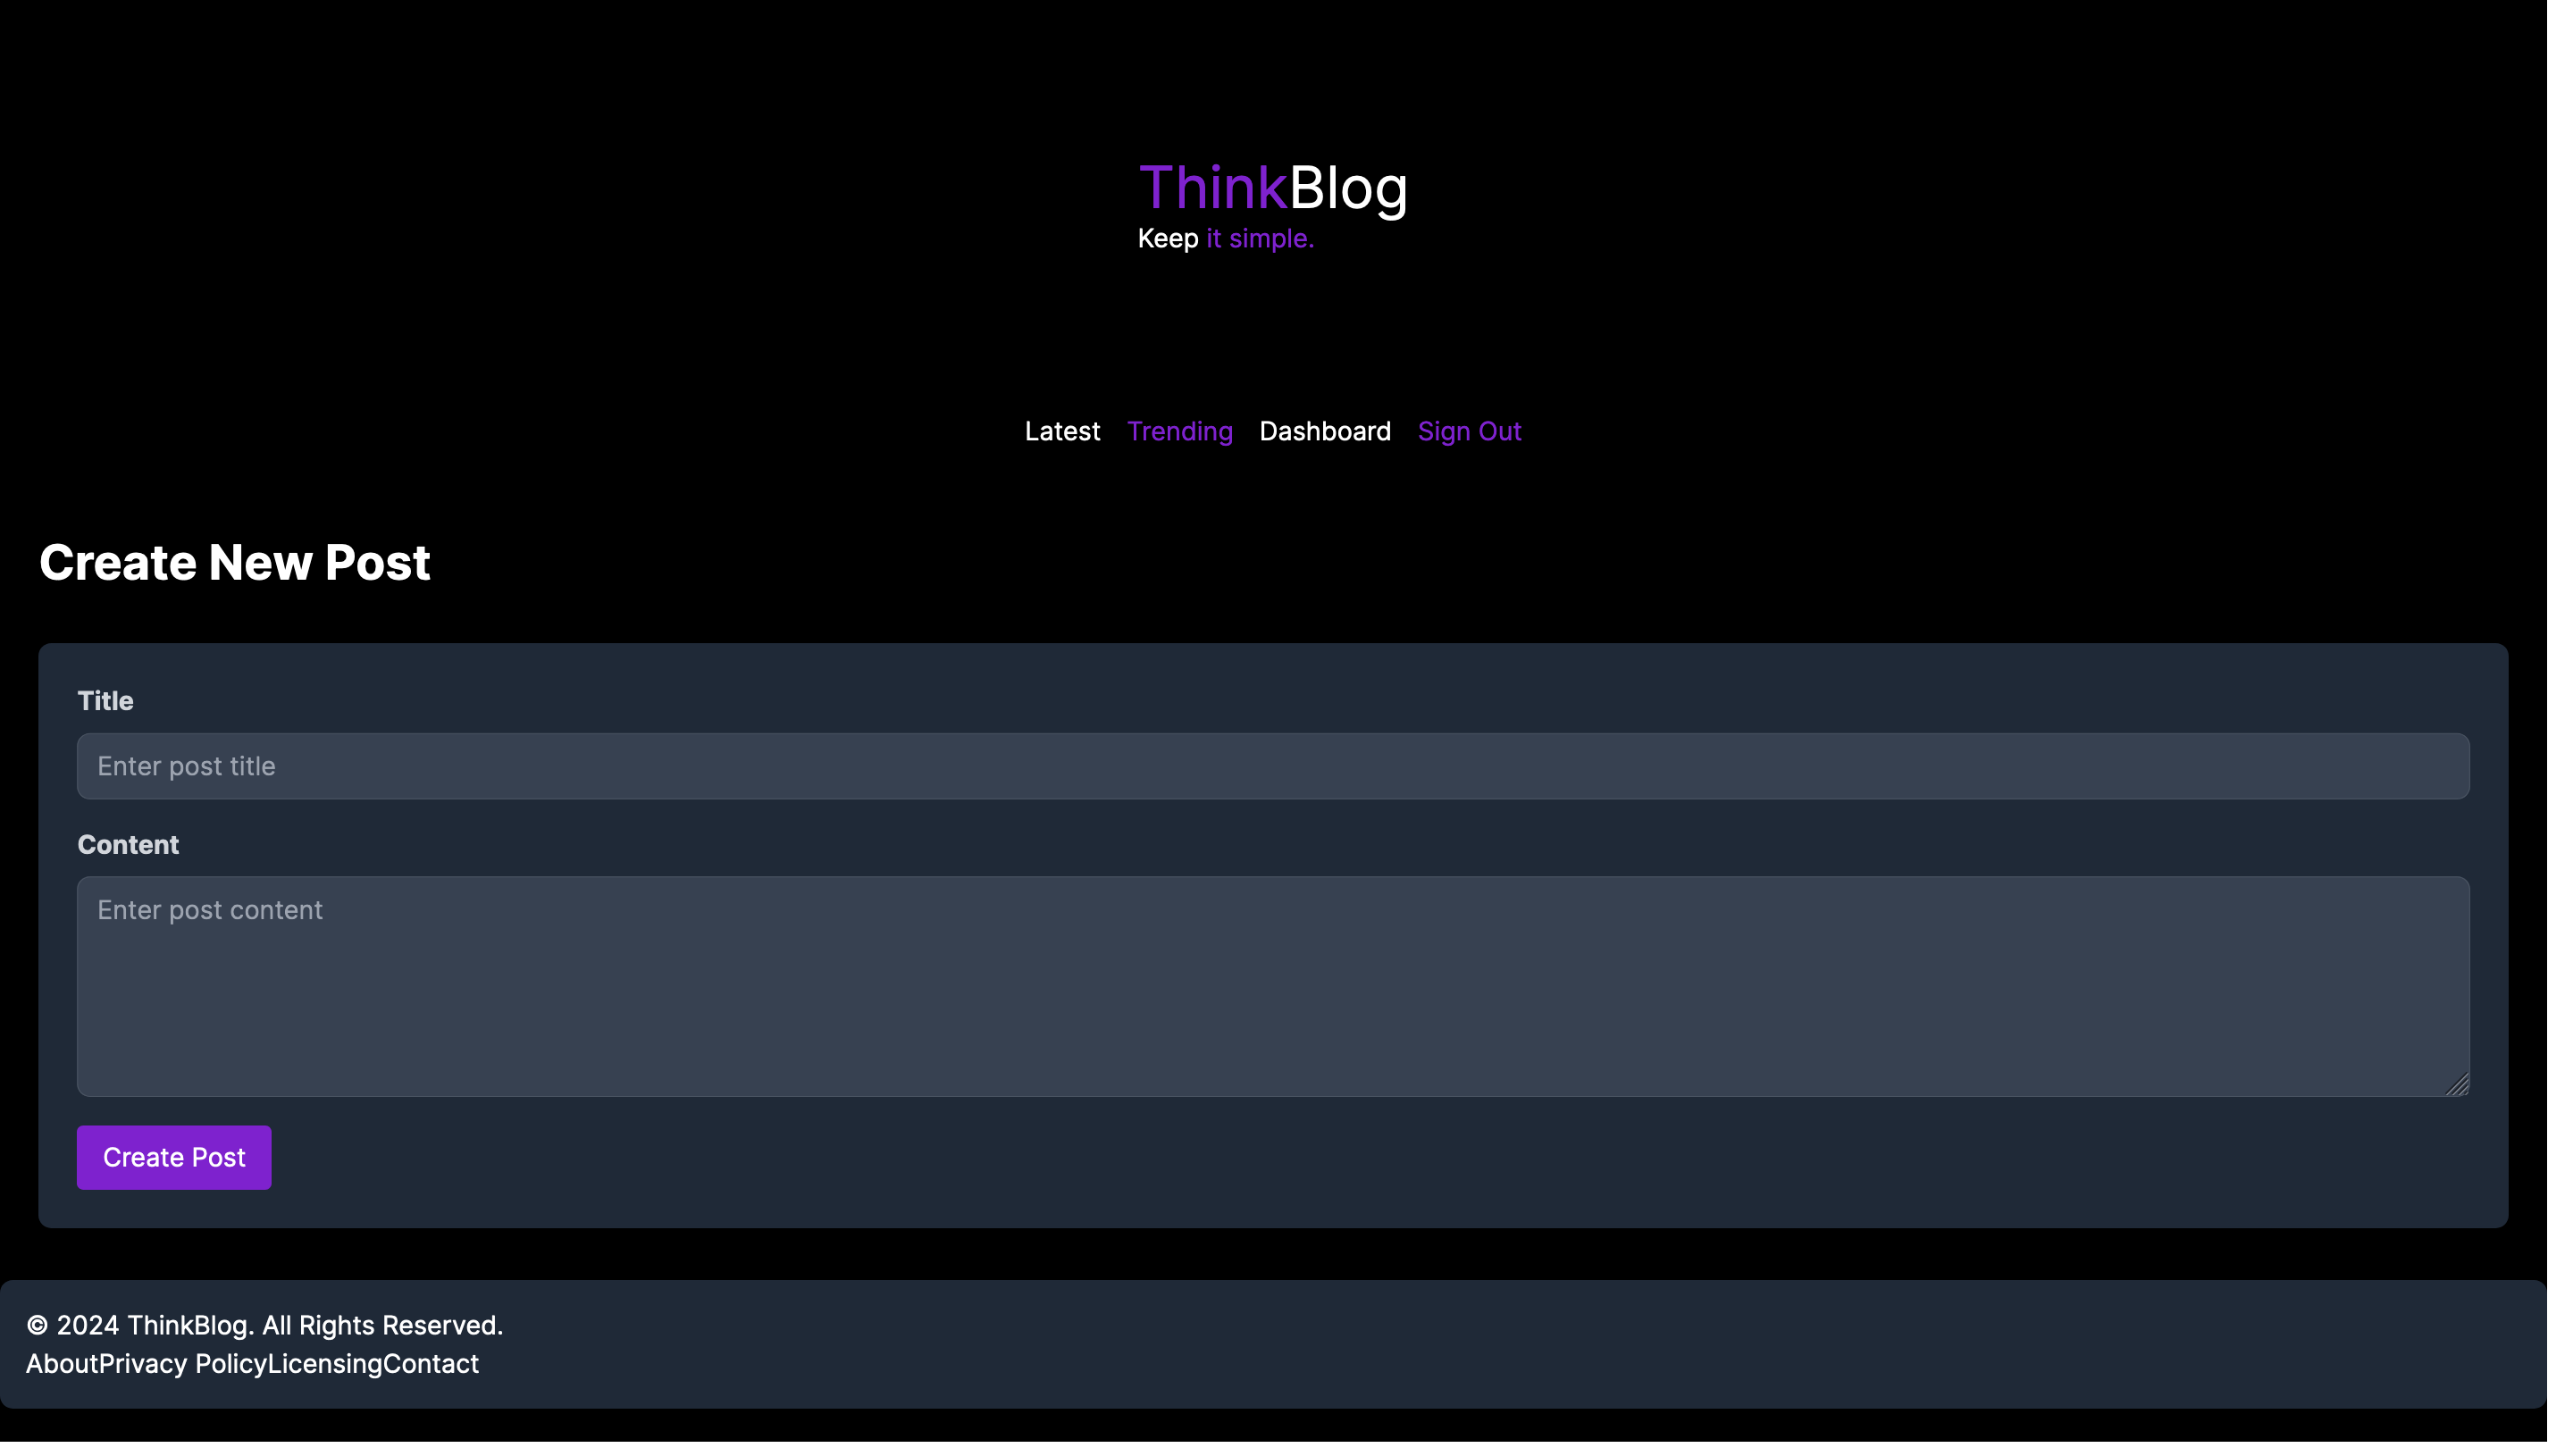 ThinkBlog
Keep it simple.
Latest Trending Dashboard Sign Out
Create New Post
Title
Enter post title
Content
Enter post content
Create Post
© 2024 ThinkBlog. All Rights Reserved.
AboutPrivacy PolicyLicensingContact